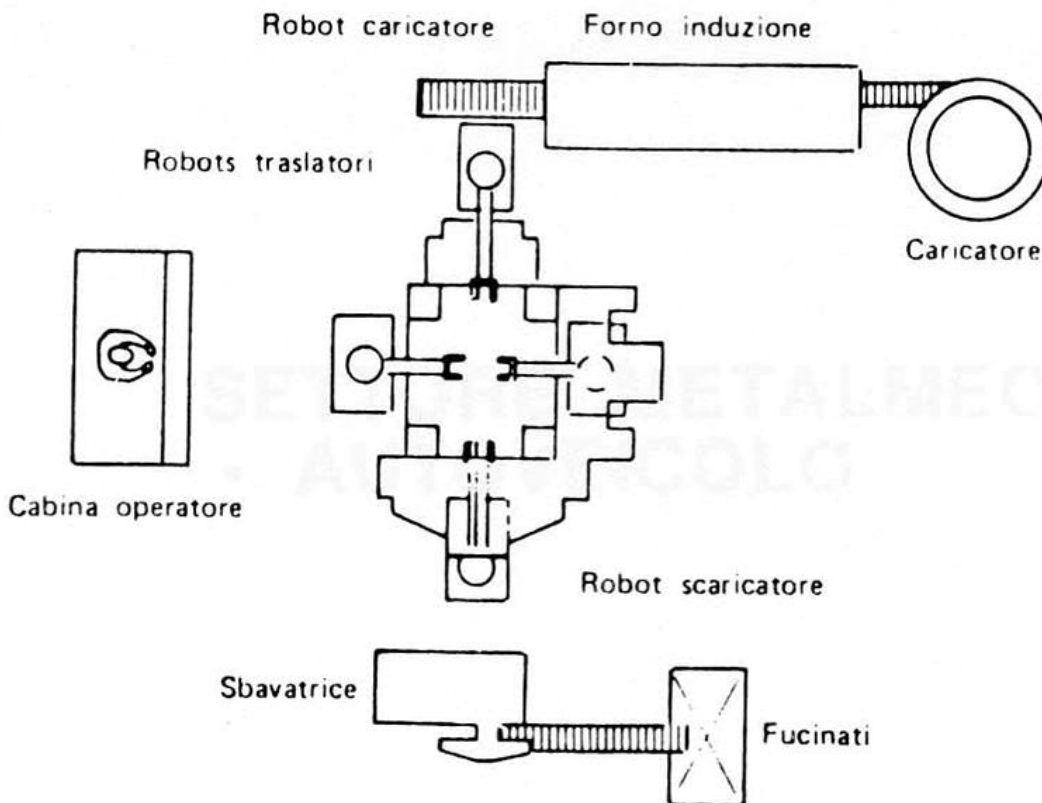 Robot caricatore
Forno induzione
Robots traslatori
Caricatore
Cabina operatore
Robot scaricatore
Sbavatrice
Fucinati